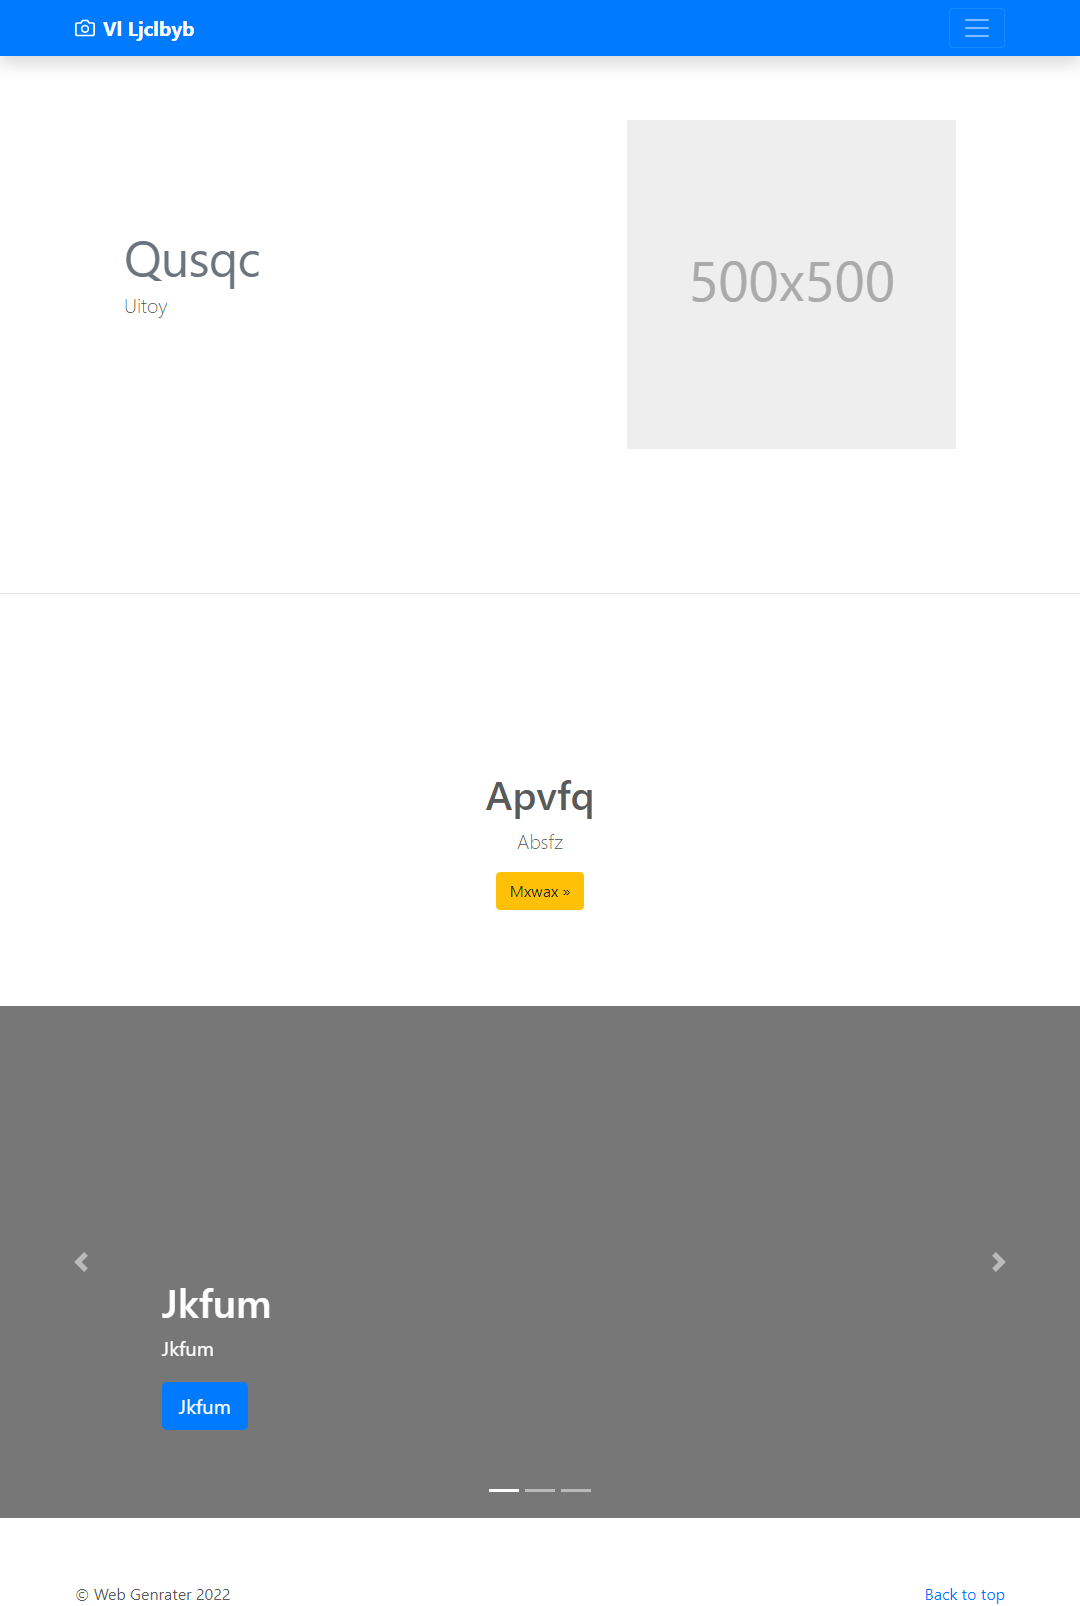 Vl Ljclbyb
Qusqc
Uitoy
500x500
Apvfq
Absfz
Mxwax »
Jkfum
Jkfum
Jkfum
© Web Genrater 2022
Back to top